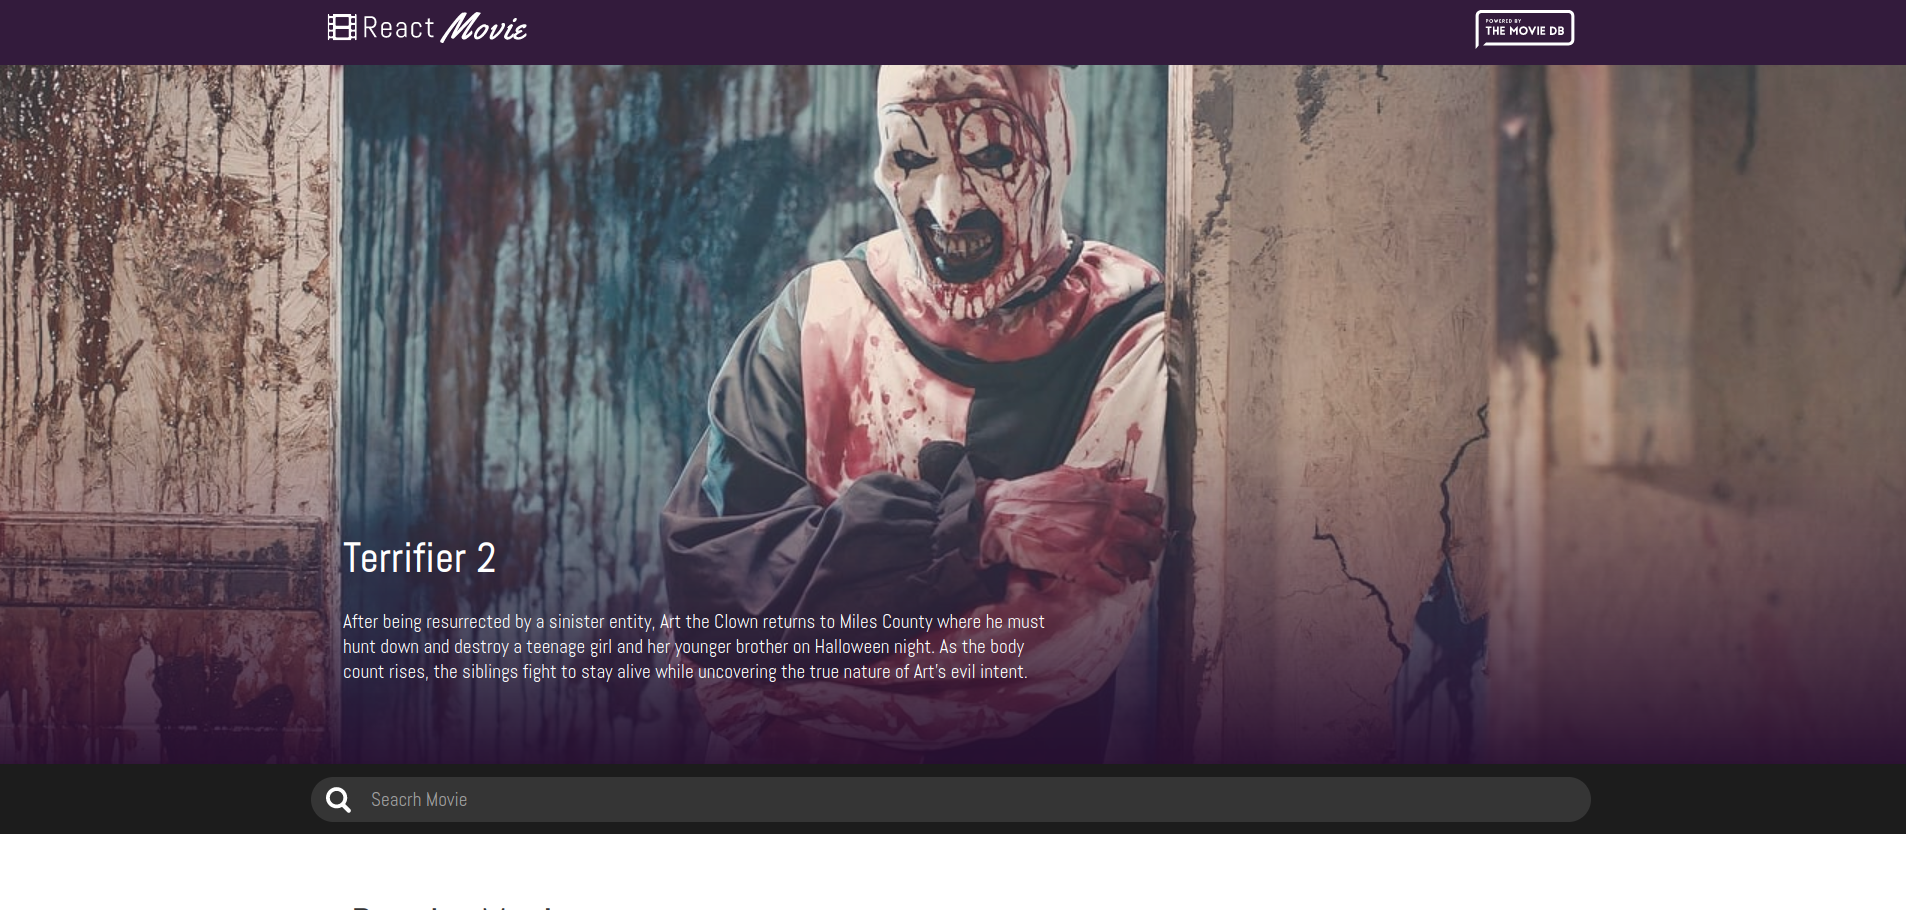 React Movie
POWERED BY
THE MOVIE DB
Terrifier 2
After being resurrected by a sinister entity, Art the Clown returns to Miles County where he must
hunt down and destroy a teenage girl and her younger brother on Halloween night. As the body
count rises, the siblings fight to stay alive while uncovering the true nature of Art's evil intent.
Seacrh Movie